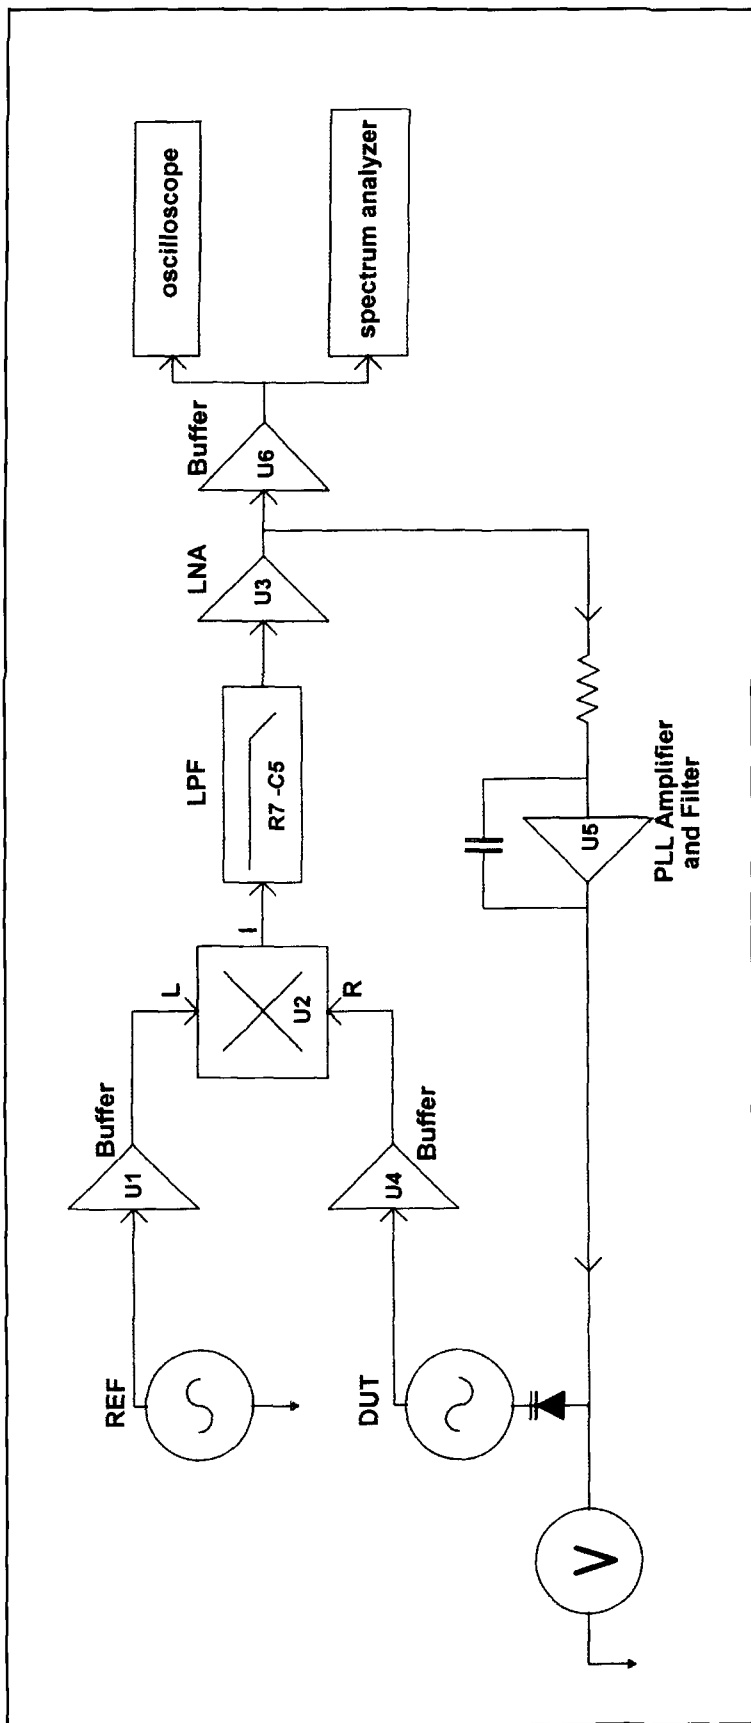 REF
Buffer
U1
L
U2
I
R
LPF
R7 -C5
LNA
U3
Buffer
U6
oscilloscope
spectrum analyzer
DUT
Buffer
U4
U5
PLL Amplifier
and Filter
V